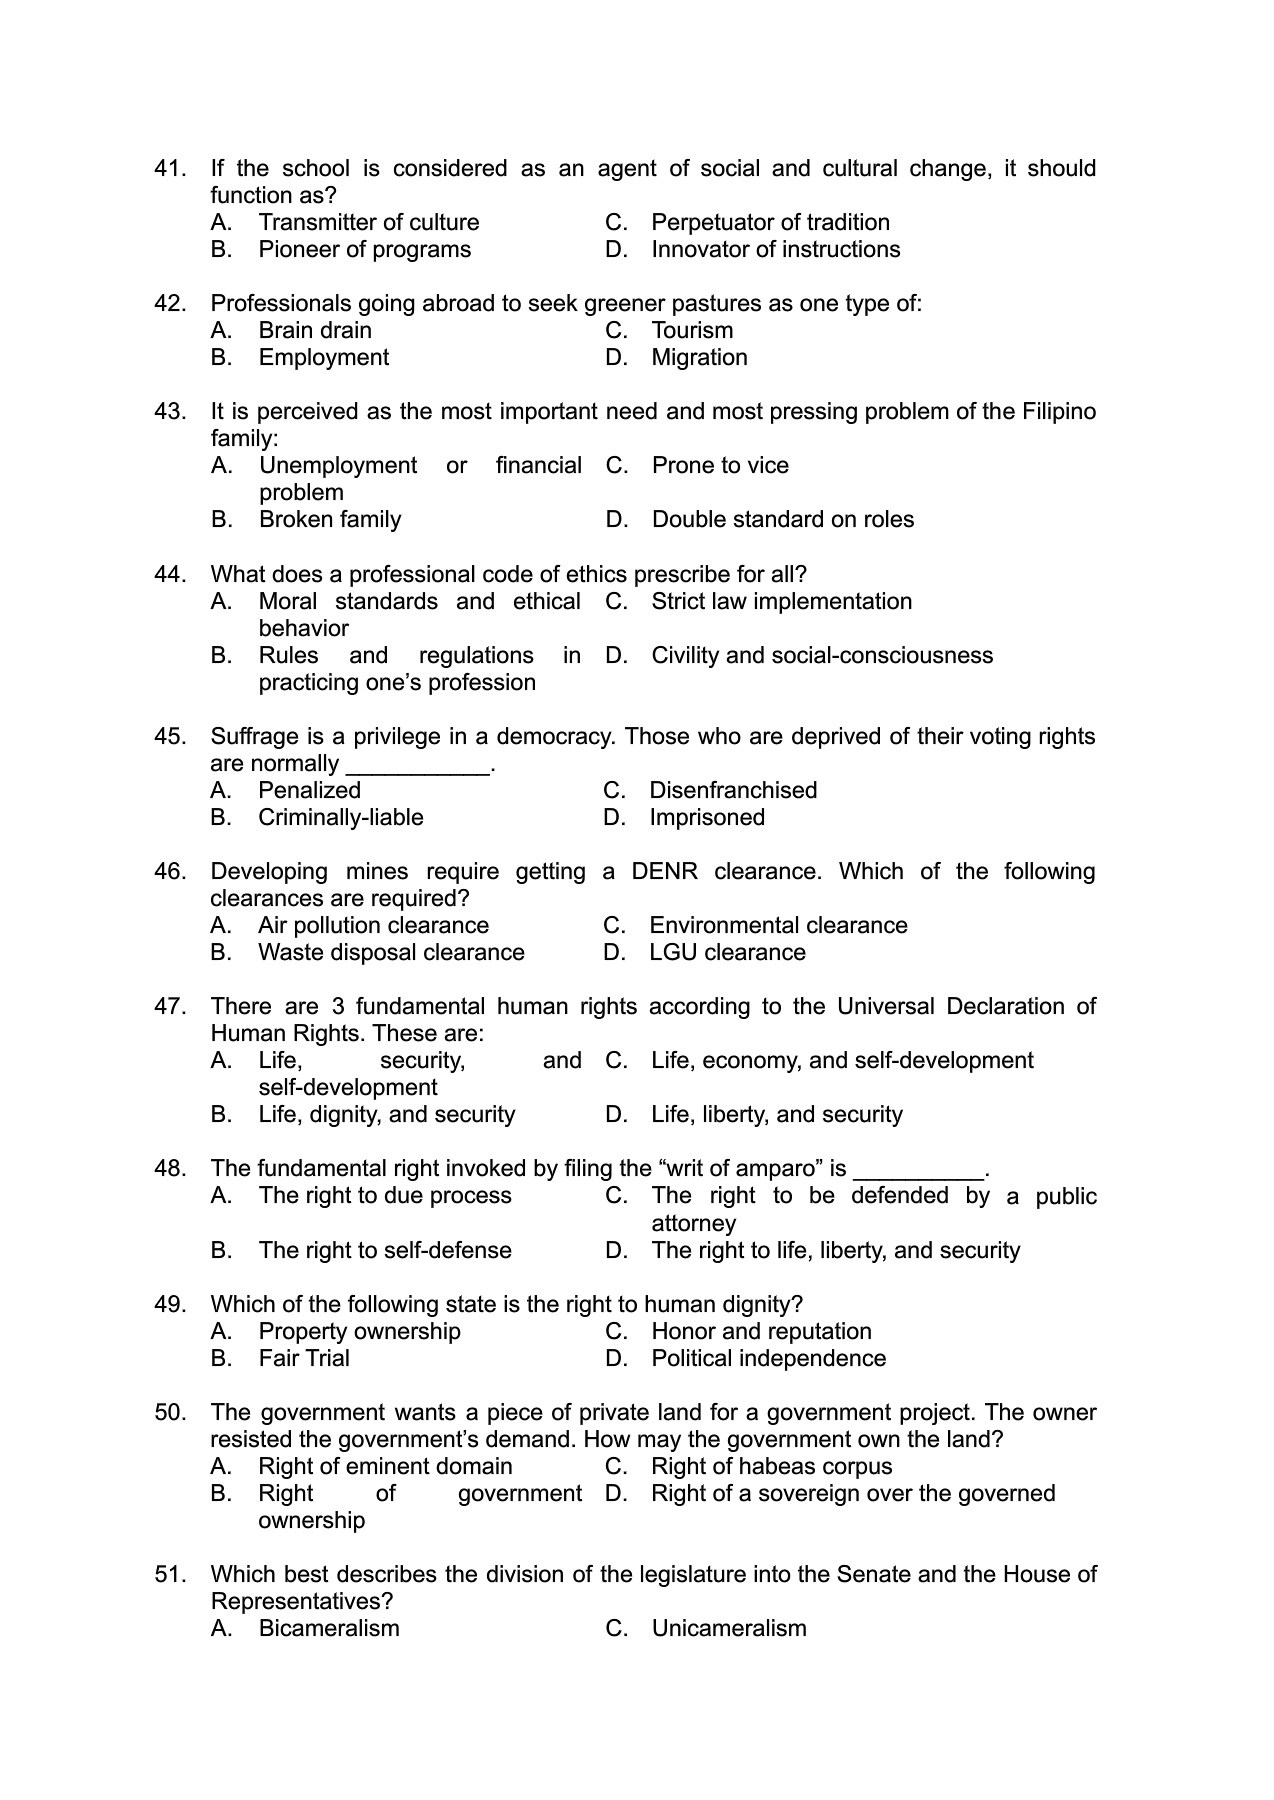 41. If the school is considered as an agent of social and cultural change, it should
function as?
A. Transmitter of culture C. Perpetuator of tradition
B. Pioneer of programs D. Innovator of instructions
42. Professionals going abroad to seek greener pastures as one type of:
A. Brain drain C. Tourism
B. Employment D. Migration
43. It is perceived as the most important need and most pressing problem of the Filipino
family:
A. Unemployment or financial C. Prone to vice
problem
B. Broken family D. Double standard on roles
44. What does a professional code of ethics prescribe for all?
A. Moral standards and ethical C. Strict law implementation
behavior
B. Rules and regulations in D. Civility and social-consciousness
practicing one’s profession
45. Suffrage is a privilege in a democracy. Those who are deprived of their voting rights
are normally ___________.
A. Penalized C. Disenfranchised
B. Criminally-liable D. Imprisoned
46. Developing mines require getting a DENR clearance. Which of the following
clearances are required?
A. Air pollution clearance C. Environmental clearance
B. Waste disposal clearance D. LGU clearance
47. There are 3 fundamental human rights according to the Universal Declaration of
Human Rights. These are:
A. Life, security, and C. Life, economy, and self-development
self-development
B. Life, dignity, and security D. Life, liberty, and security
48. The fundamental right invoked by filing the “writ of amparo” is __________.
A. The right to due process C. The right to be defended by a public
attorney
B. The right to self-defense D. The right to life, liberty, and security
49. Which of the following state is the right to human dignity?
A. Property ownership C. Honor and reputation
B. Fair Trial D. Political independence
50. The government wants a piece of private land for a government project. The owner
resisted the government’s demand. How may the government own the land?
A. Right of eminent domain C. Right of habeas corpus
B. Right of government D. Right of a sovereign over the governed
ownership
51. Which best describes the division of the legislature into the Senate and the House of
Representatives?
A. Bicameralism C. Unicameralism